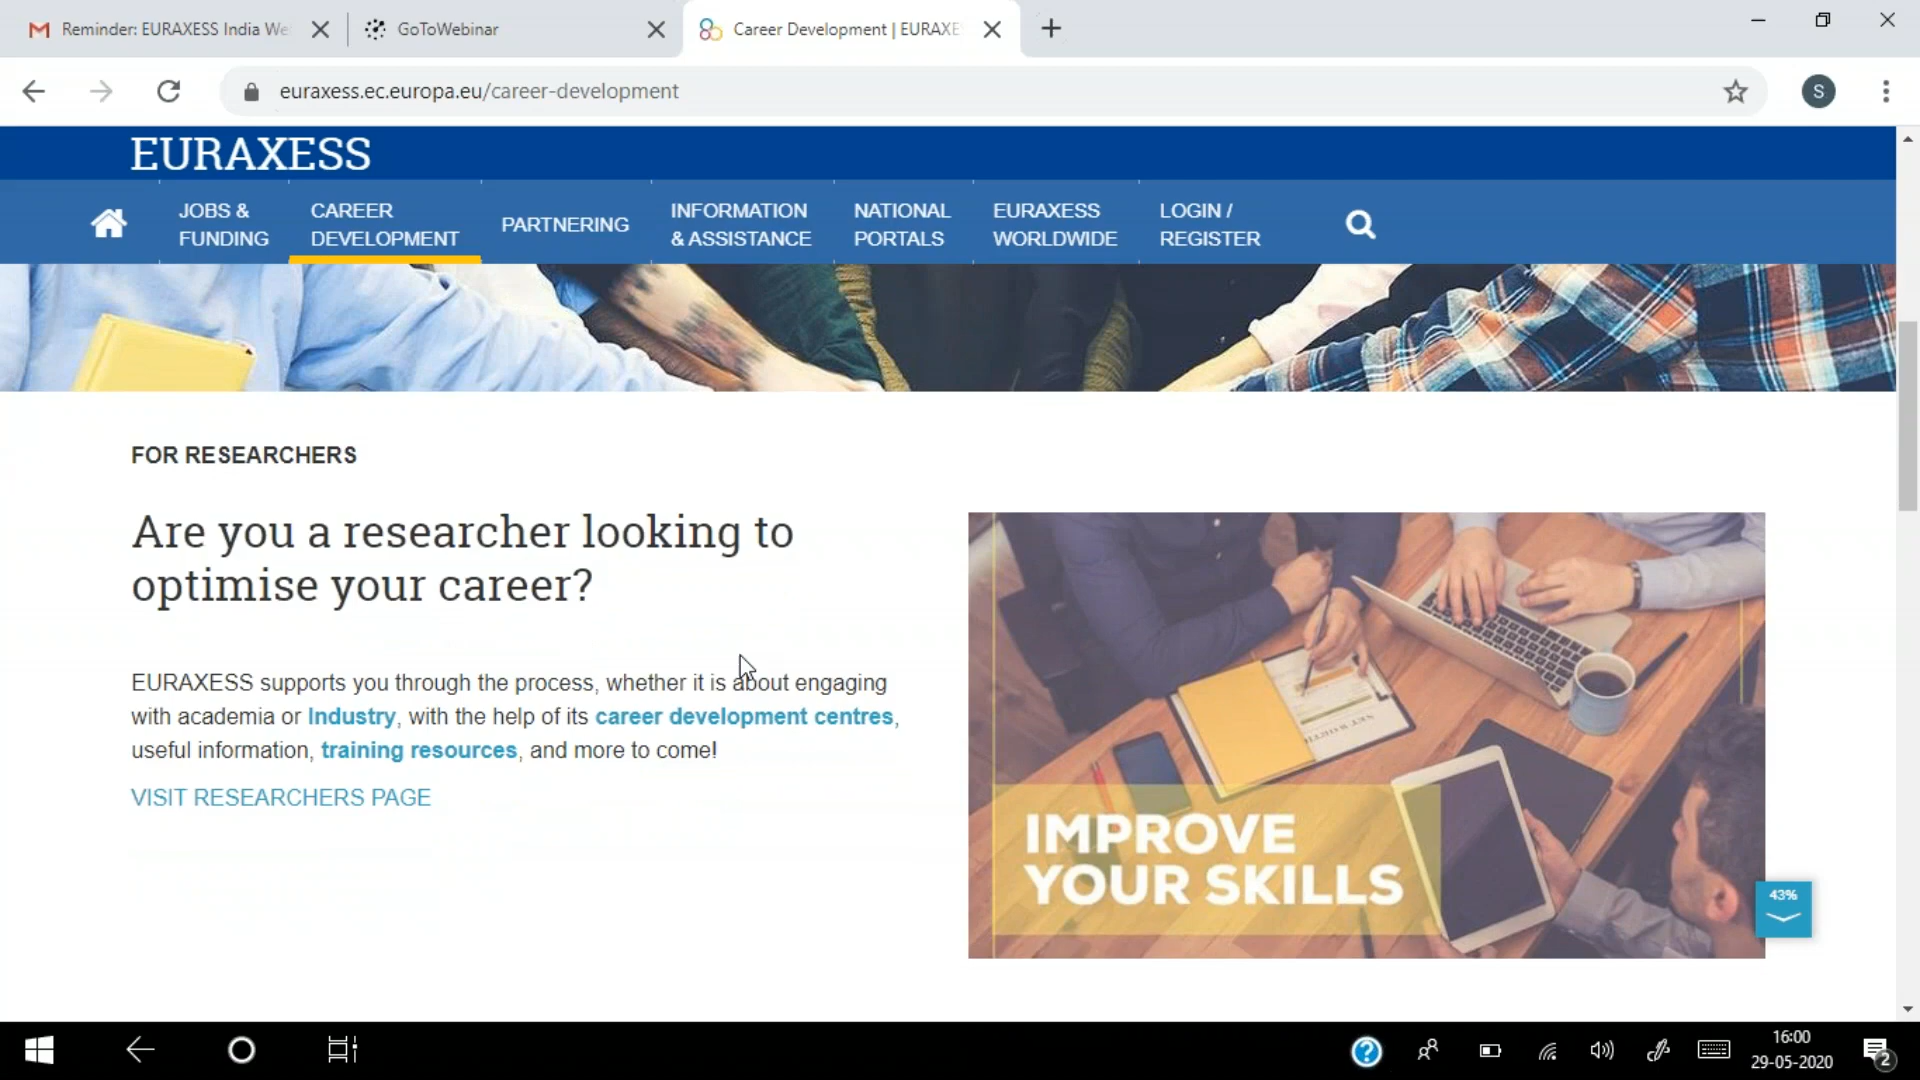 Reminder: EURAXESS India We
GoToWebinar
Career Development | EURAXE
euraxess.ec.europa.eu/career-development
S
EURAXESS
JOBS &
FUNDING
CAREER
DEVELOPMENT
PARTNERING
INFORMATION
& ASSISTANCE
NATIONAL
PORTALS
EURAXESS
WORLDWIDE
LOGIN /
REGISTER
FOR RESEARCHERS
Are you a researcher looking to
optimise your career?
EURAXESS supports you through the process, whether it is about engaging
with academia or Industry, with the help of its career development centres,
useful information, training resources, and more to come!
VISIT RESEARCHERS PAGE
IMPROVE
YOUR SKILLS
43%
16:00
29-05-2020
2